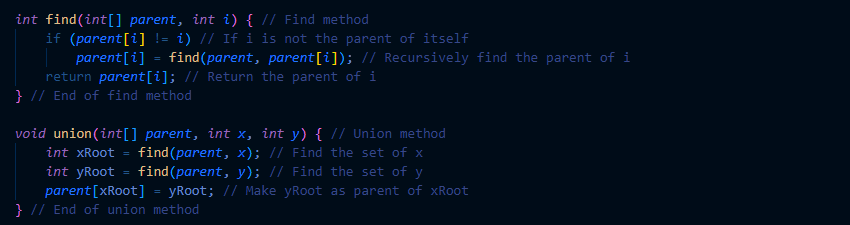 int find(int[] parent, int i) { // Find method
    if (parent[i] != i) // If i is not the parent of itself
        parent[i] = find(parent, parent[i]); // Recursively find the parent of i
    return parent[i]; // Return the parent of i
} // End of find method

void union(int[] parent, int x, int y) { // Union method
    int xRoot = find(parent, x); // Find the set of x
    int yRoot = find(parent, y); // Find the set of y
    parent[xRoot] = yRoot; // Make yRoot as parent of xRoot
} // End of union method